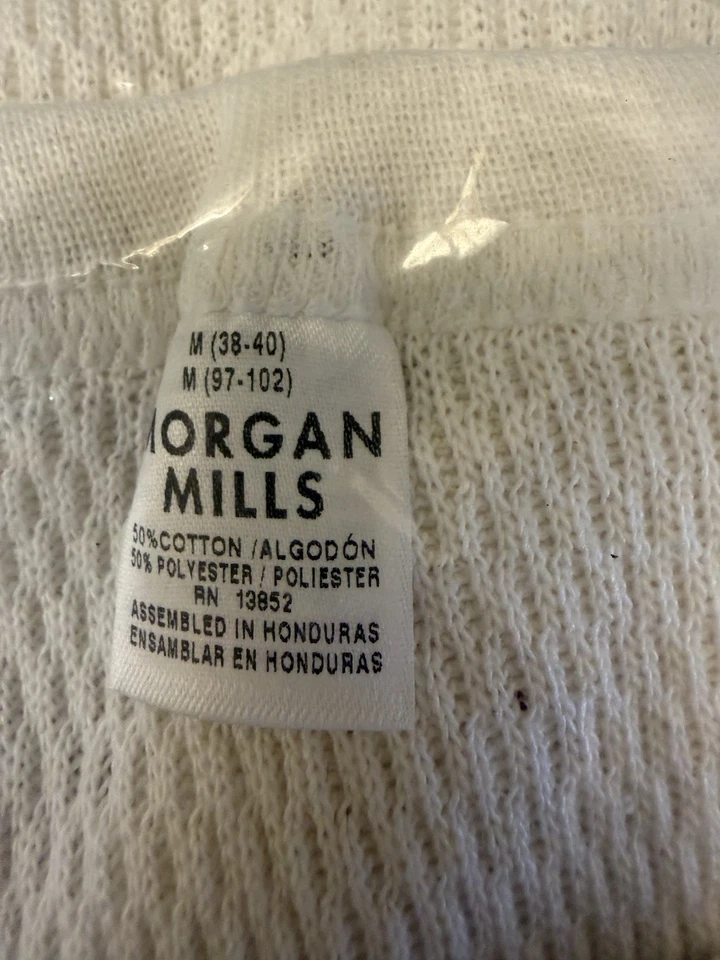 M (38-40)
M (97-102)
MORGAN
MILLS
50%COTTON /ALGODÓN
50% POLYESTER / POLIESTER
RN 13852
ASSEMBLED IN HONDURAS
ENSAMBLAR EN HONDURAS